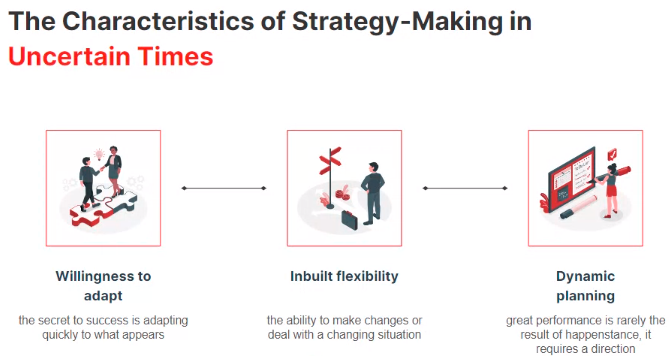 The Characteristics of Strategy-Making in
Uncertain Times
Willingness to
adapt
the secret to success is adapting
quickly to what appears
Inbuilt flexibility
the ability to make changes or
deal with a changing situation
Dynamic
planning
great performance is rarely the
result of happenstance, it
requires a direction